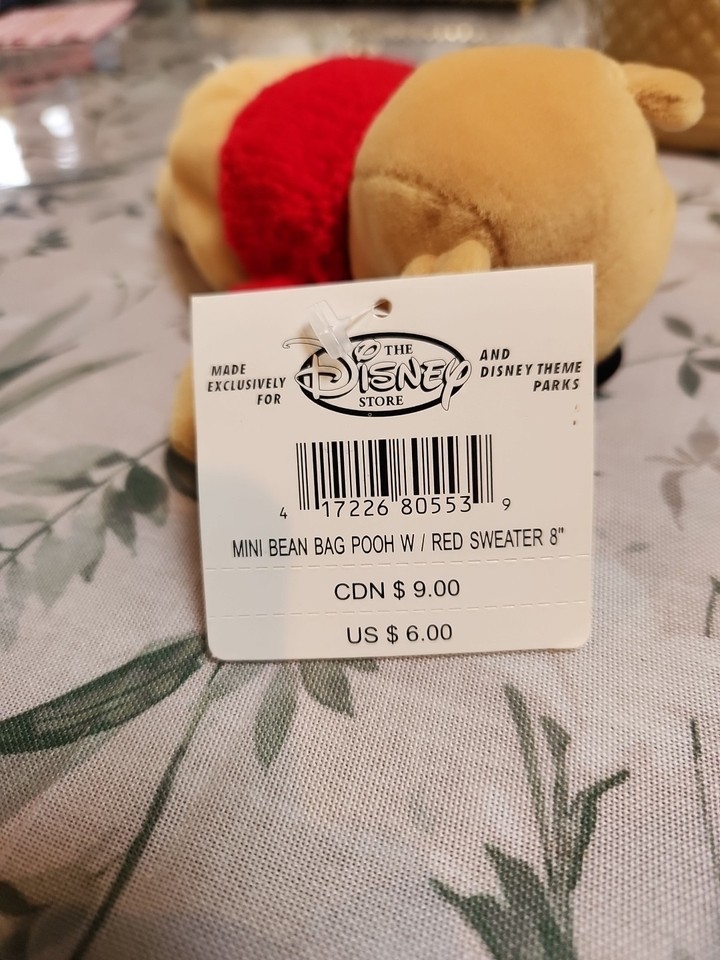 MADE
EXCLUSIVELY
FOR
THE
DISNEY
STORE
AND
DISNEY THEME
PARKS
4 17226 80553 9
MINI BEAN BAG POOH W / RED SWEATER 8"
CDN $ 9.00
US $ 6.00